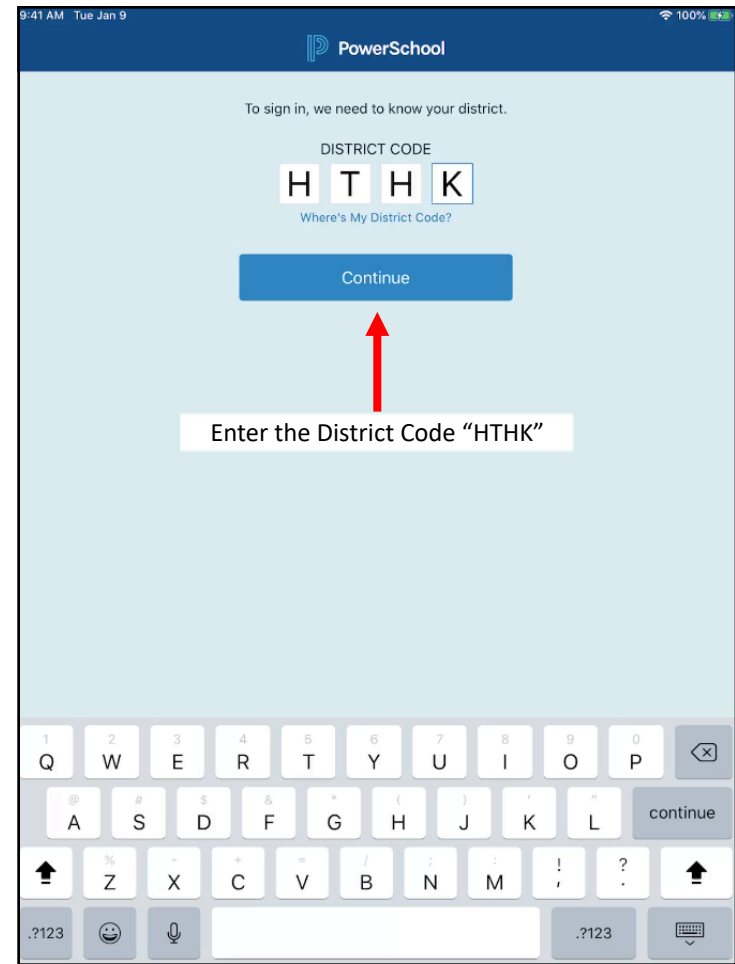 9:41 AM Tue Jan 9 100%
PowerSchool
To sign in, we need to know your district.
DISTRICT CODE
H T H K
Where's My District Code?
Continue
Enter the District Code “HTHK”
1 2 3 4 5 6 7 8 9 0
Q W E R T Y U I O P
@ # $ & * ( ) ' "
A S D F G H J K L continue
% - + = / ; : ! ?
Z X C V B N M , .
.?123 .?123